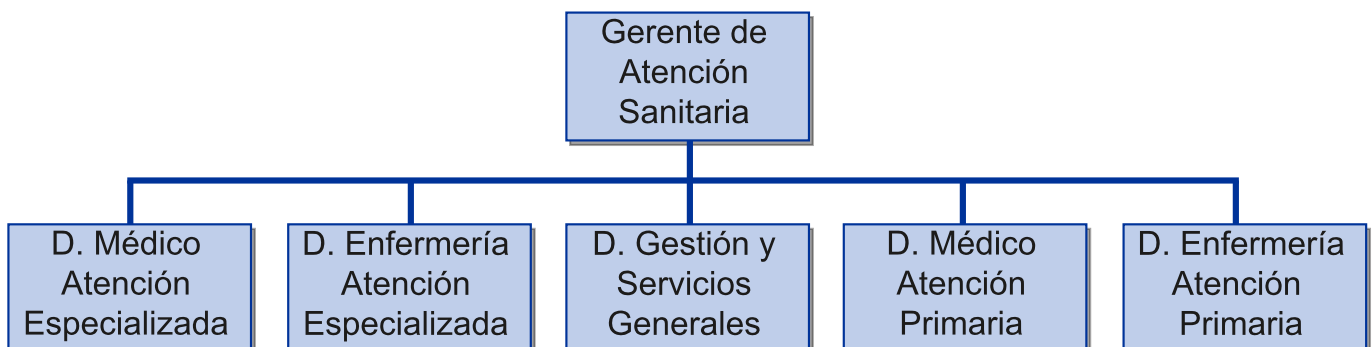 Gerente de
Atención
Sanitaria
D. Médico
Atención
Especializada
D. Enfermería
Atención
Especializada
D. Gestión y
Servicios
Generales
D. Médico
Atención
Primaria
D. Enfermería
Atención
Primaria